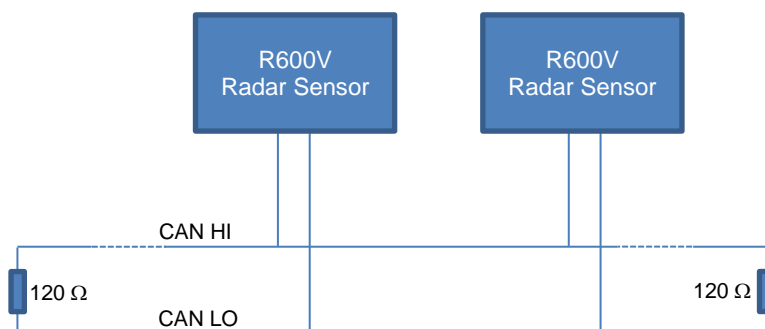 R600V
Radar Sensor
R600V
Radar Sensor
CAN HI
120 Ω
120 Ω
CAN LO